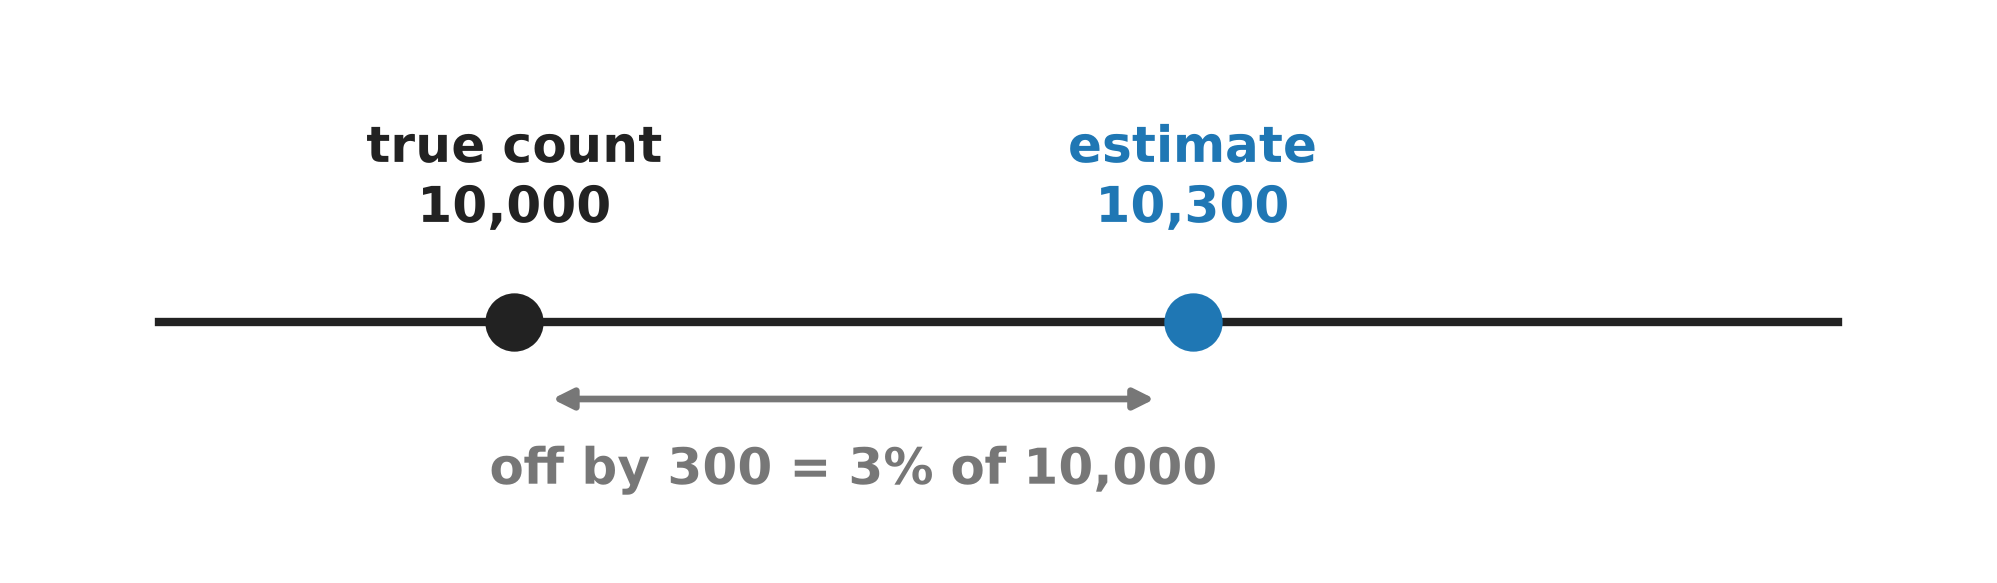 true count
10,000
estimate
10,300
off by 300 = 3% of 10,000